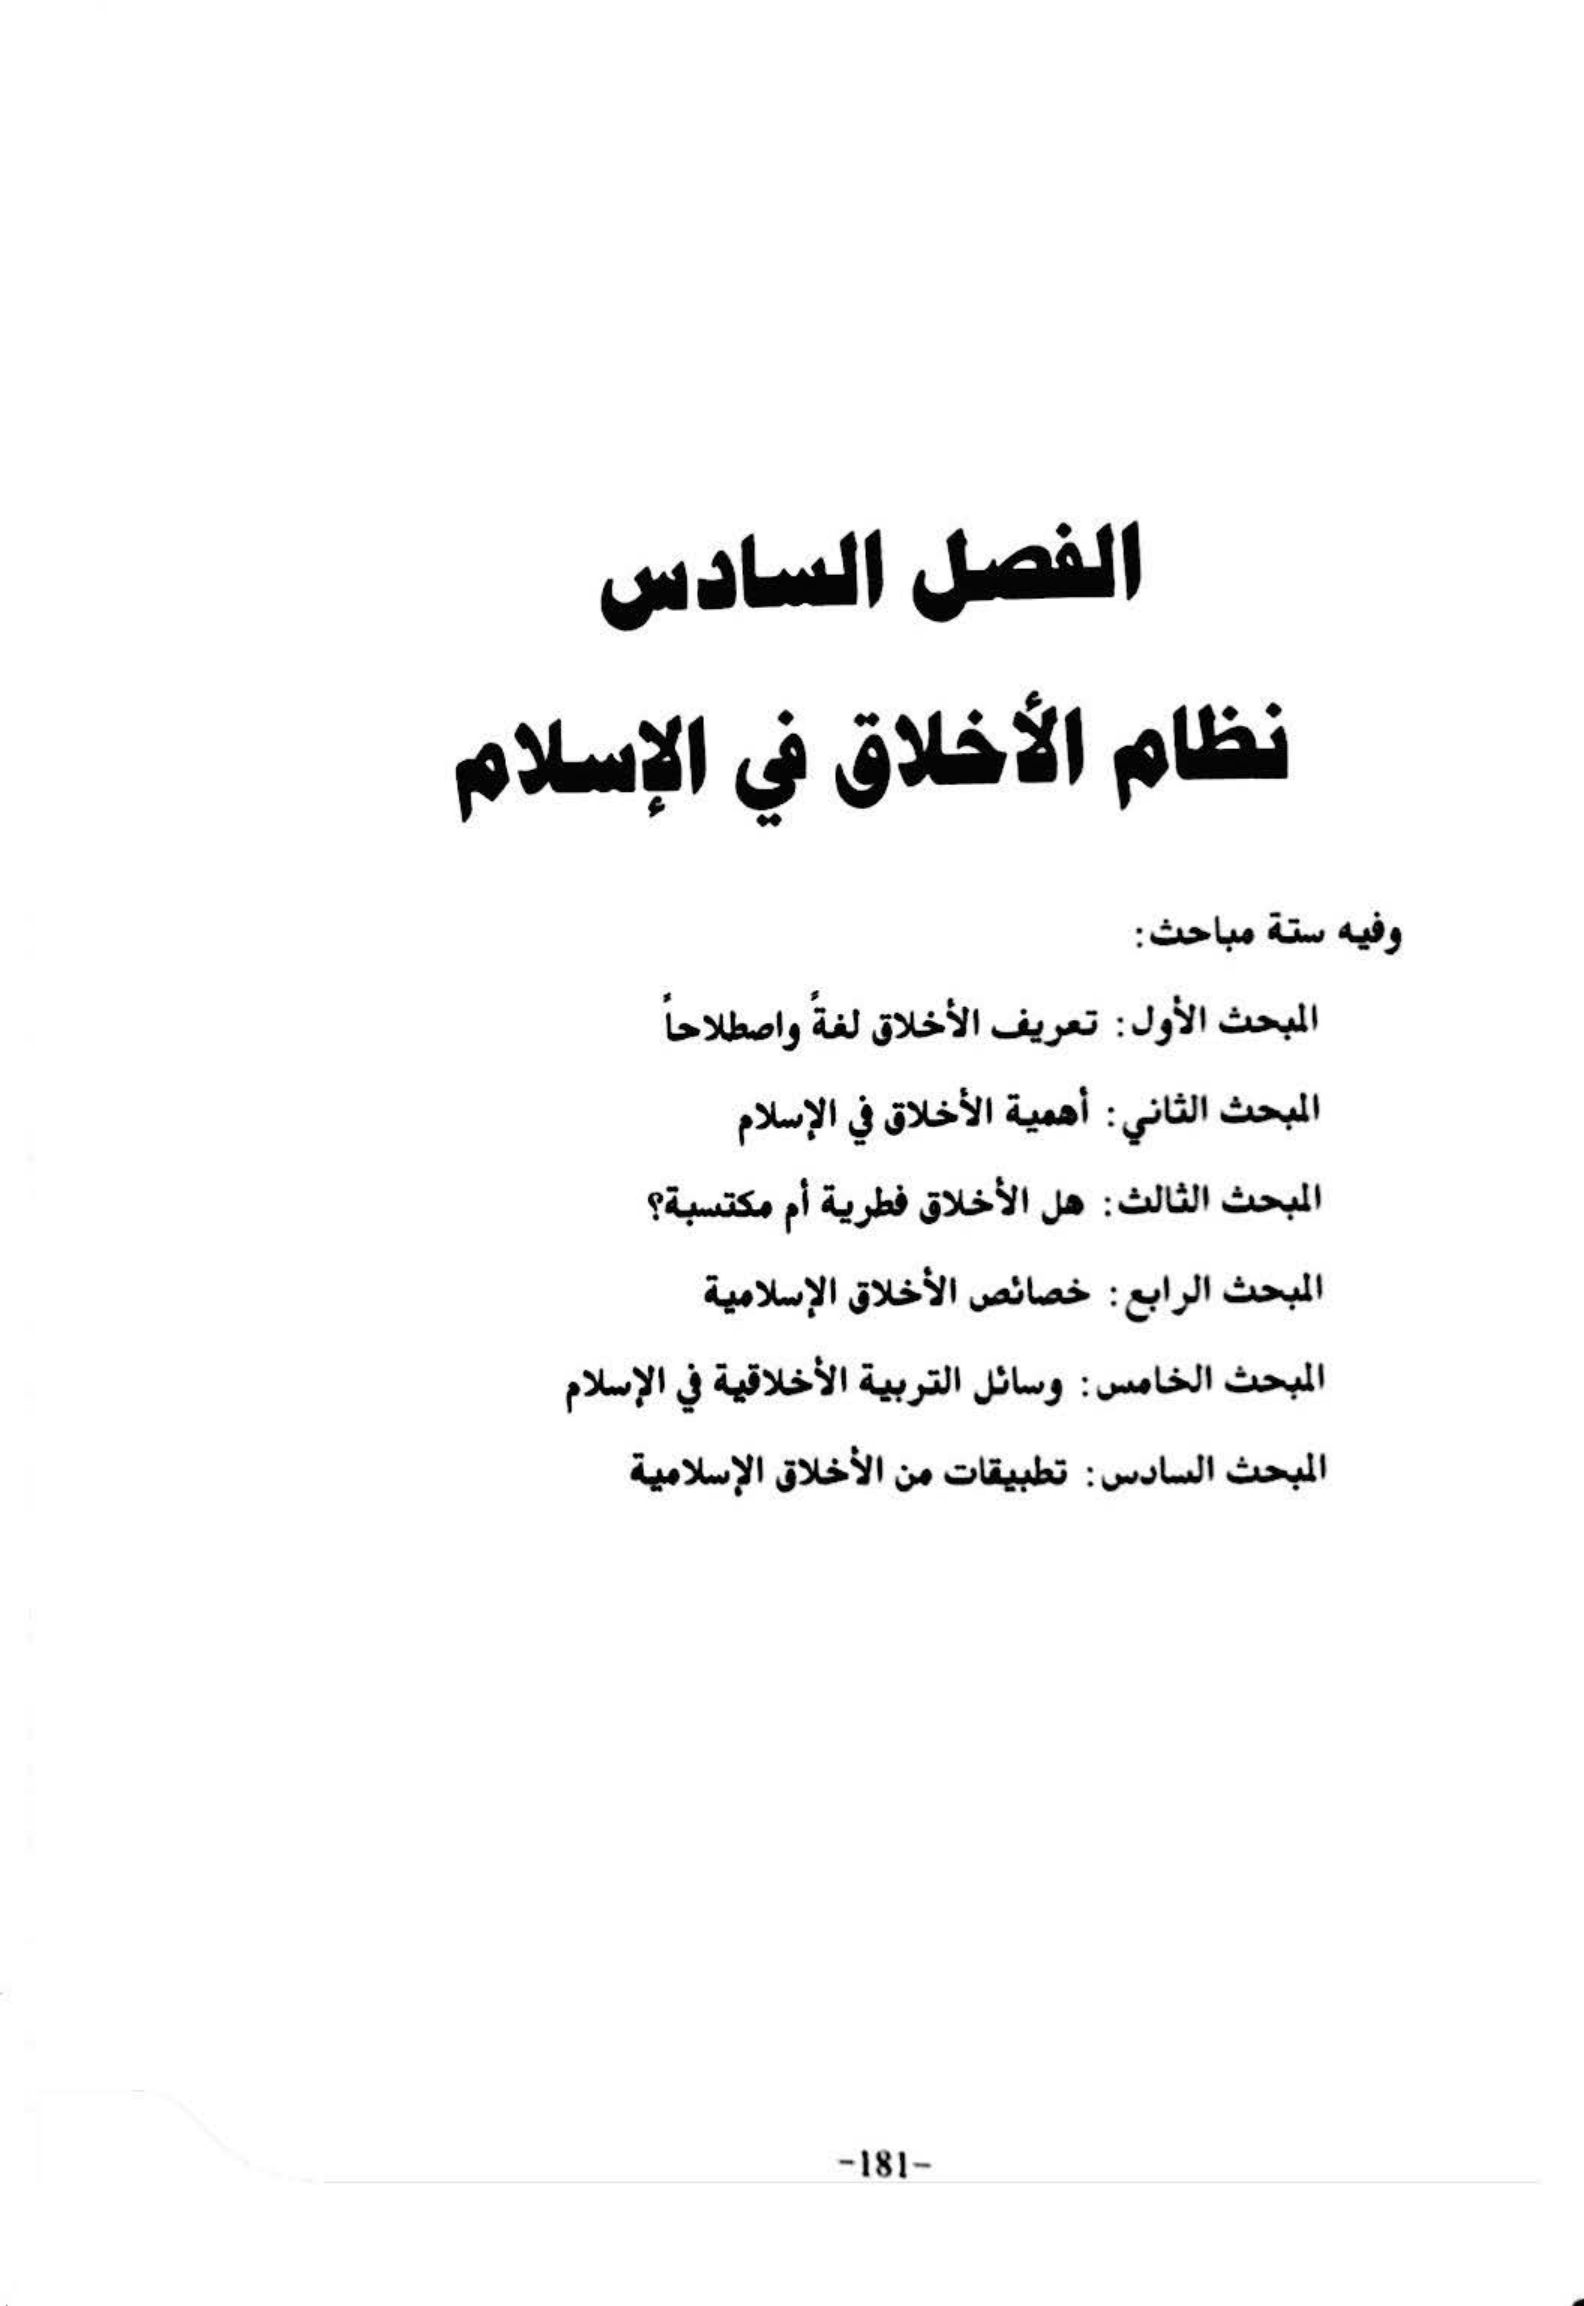 الفصل السادس
نظام الأخلاق في الإسلام
وفيه ستة مباحث:
المبحث الأول: تعريف الأخلاق لغةً واصطلاحاً
المبحث الثاني: أهمية الأخلاق في الإسلام
المبحث الثالث: هل الأخلاق فطرية أم مكتسبة؟
المبحث الرابع: خصائص الأخلاق الإسلامية
المبحث الخامس: وسائل التربية الأخلاقية في الإسلام
المبحث السادس: تطبيقات من الأخلاق الإسلامية
-181-